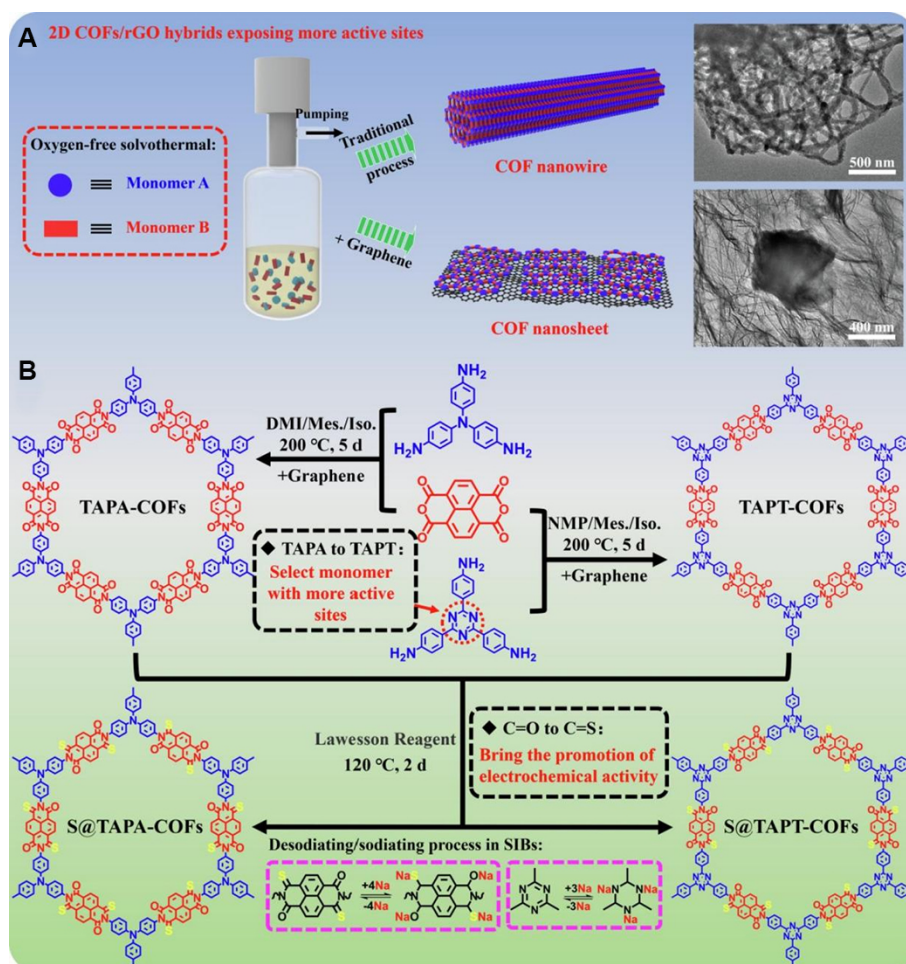 A
2D COFs/rGO hybrids exposing more active sites
Oxygen-free solvothermal:
Monomer A
Monomer B
Pumping
Traditional
process
+ Graphene
COF nanowire
COF nanosheet
500 nm
400 nm
B
TAPA-COFs
DMI/Mes./Iso.
200 °C, 5 d
+Graphene
NH2
H2N
NH2
O
O
O
O
O
O
◆ TAPA to TAPT:
Select monomer
with more active
sites
NH2
N
N
N
H2N
NH2
NMP/Mes./Iso.
200 °C, 5 d
+Graphene
TAPT-COFs
Lawesson Reagent
120 °C, 2 d
◆ C=O to C=S:
Bring the promotion of
electrochemical activity
S@TAPA-COFs
S@TAPT-COFs
Desodiating/sodiating process in SIBs:
+4Na
-4Na
+3Na
-3Na